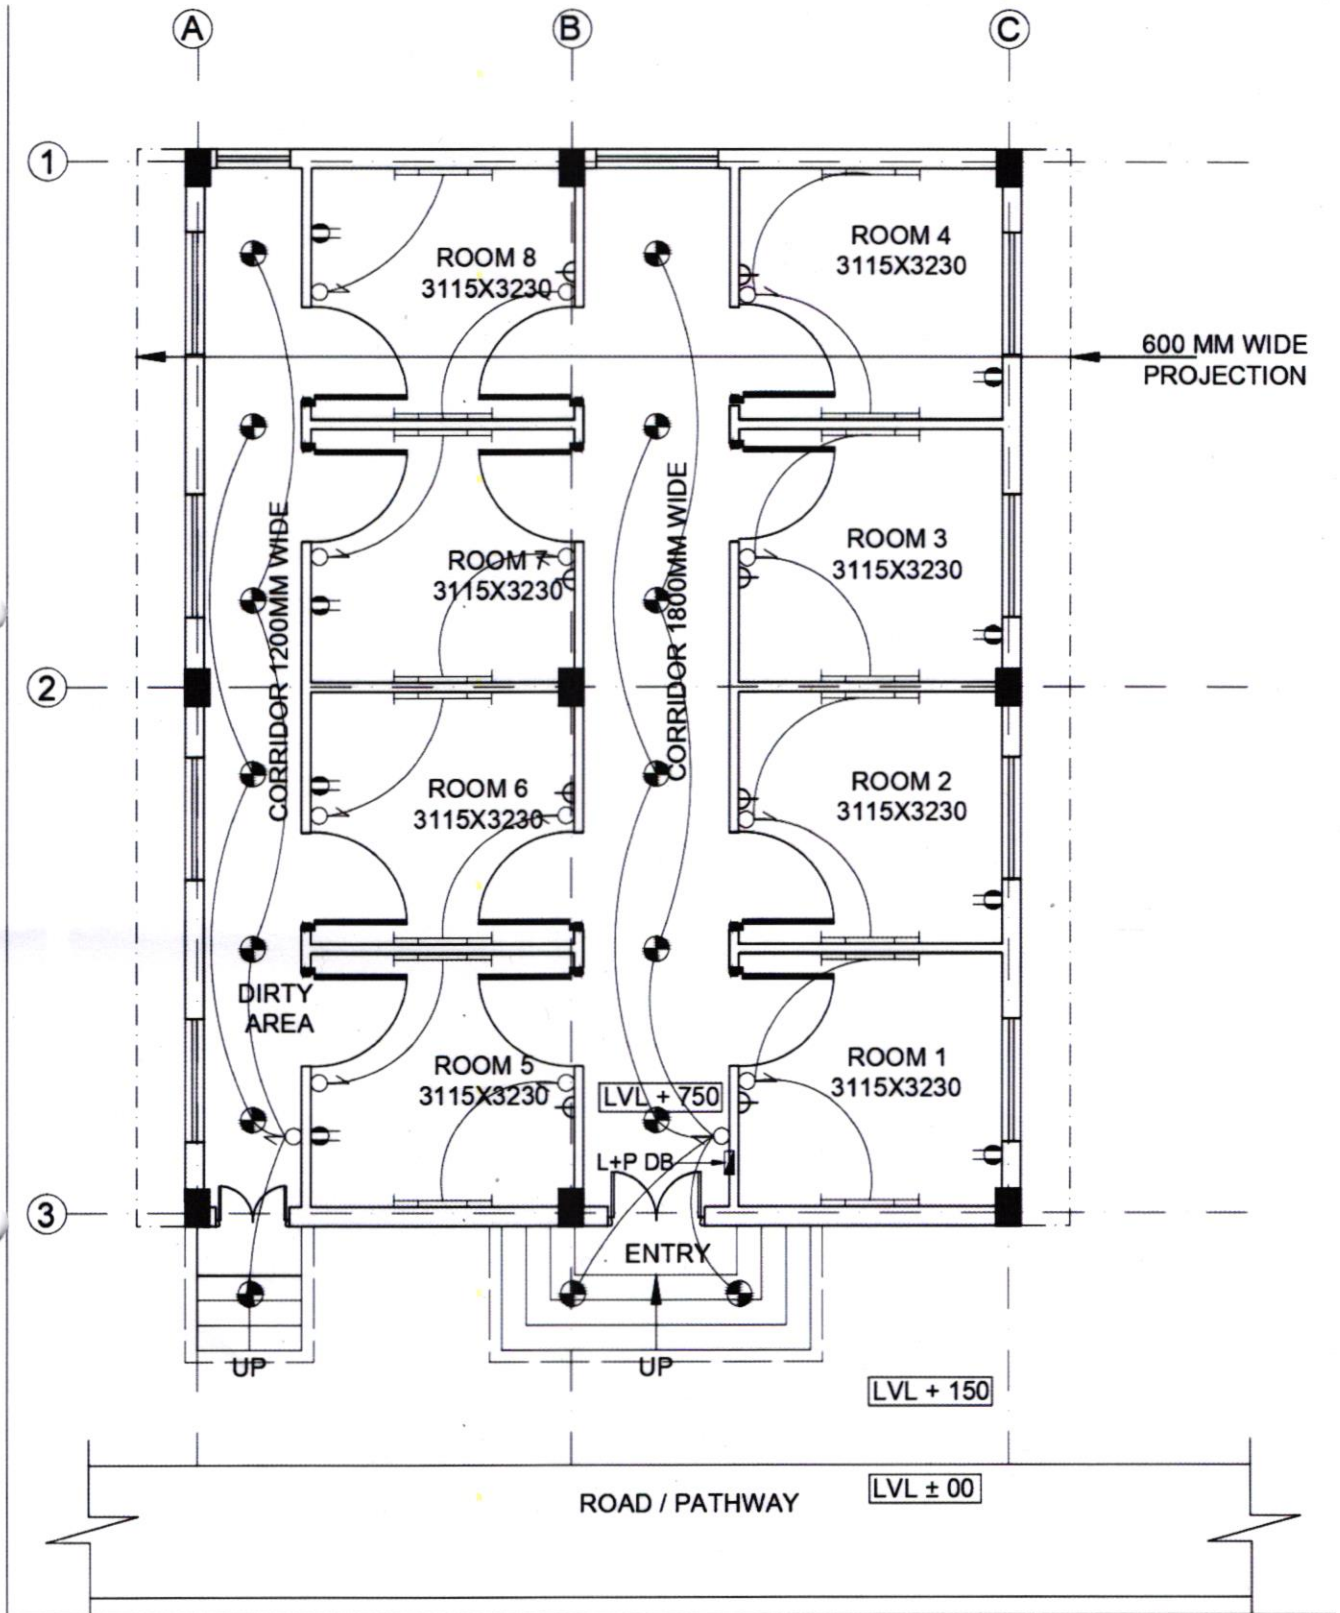 A
B
C
1
ROOM 8
3115X3230
ROOM 4
3115X3230
600 MM WIDE
PROJECTION
CORRIDOR 1200MM WIDE
CORRIDOR 1800MM WIDE
ROOM 7
3115X3230
ROOM 3
3115X3230
2
ROOM 6
3115X3230
ROOM 2
3115X3230
DIRTY
AREA
ROOM 5
3115X3230
LVL + 750
ROOM 1
3115X3230
L+P DB
3
ENTRY
UP
UP
LVL + 150
LVL ± 00
ROAD / PATHWAY